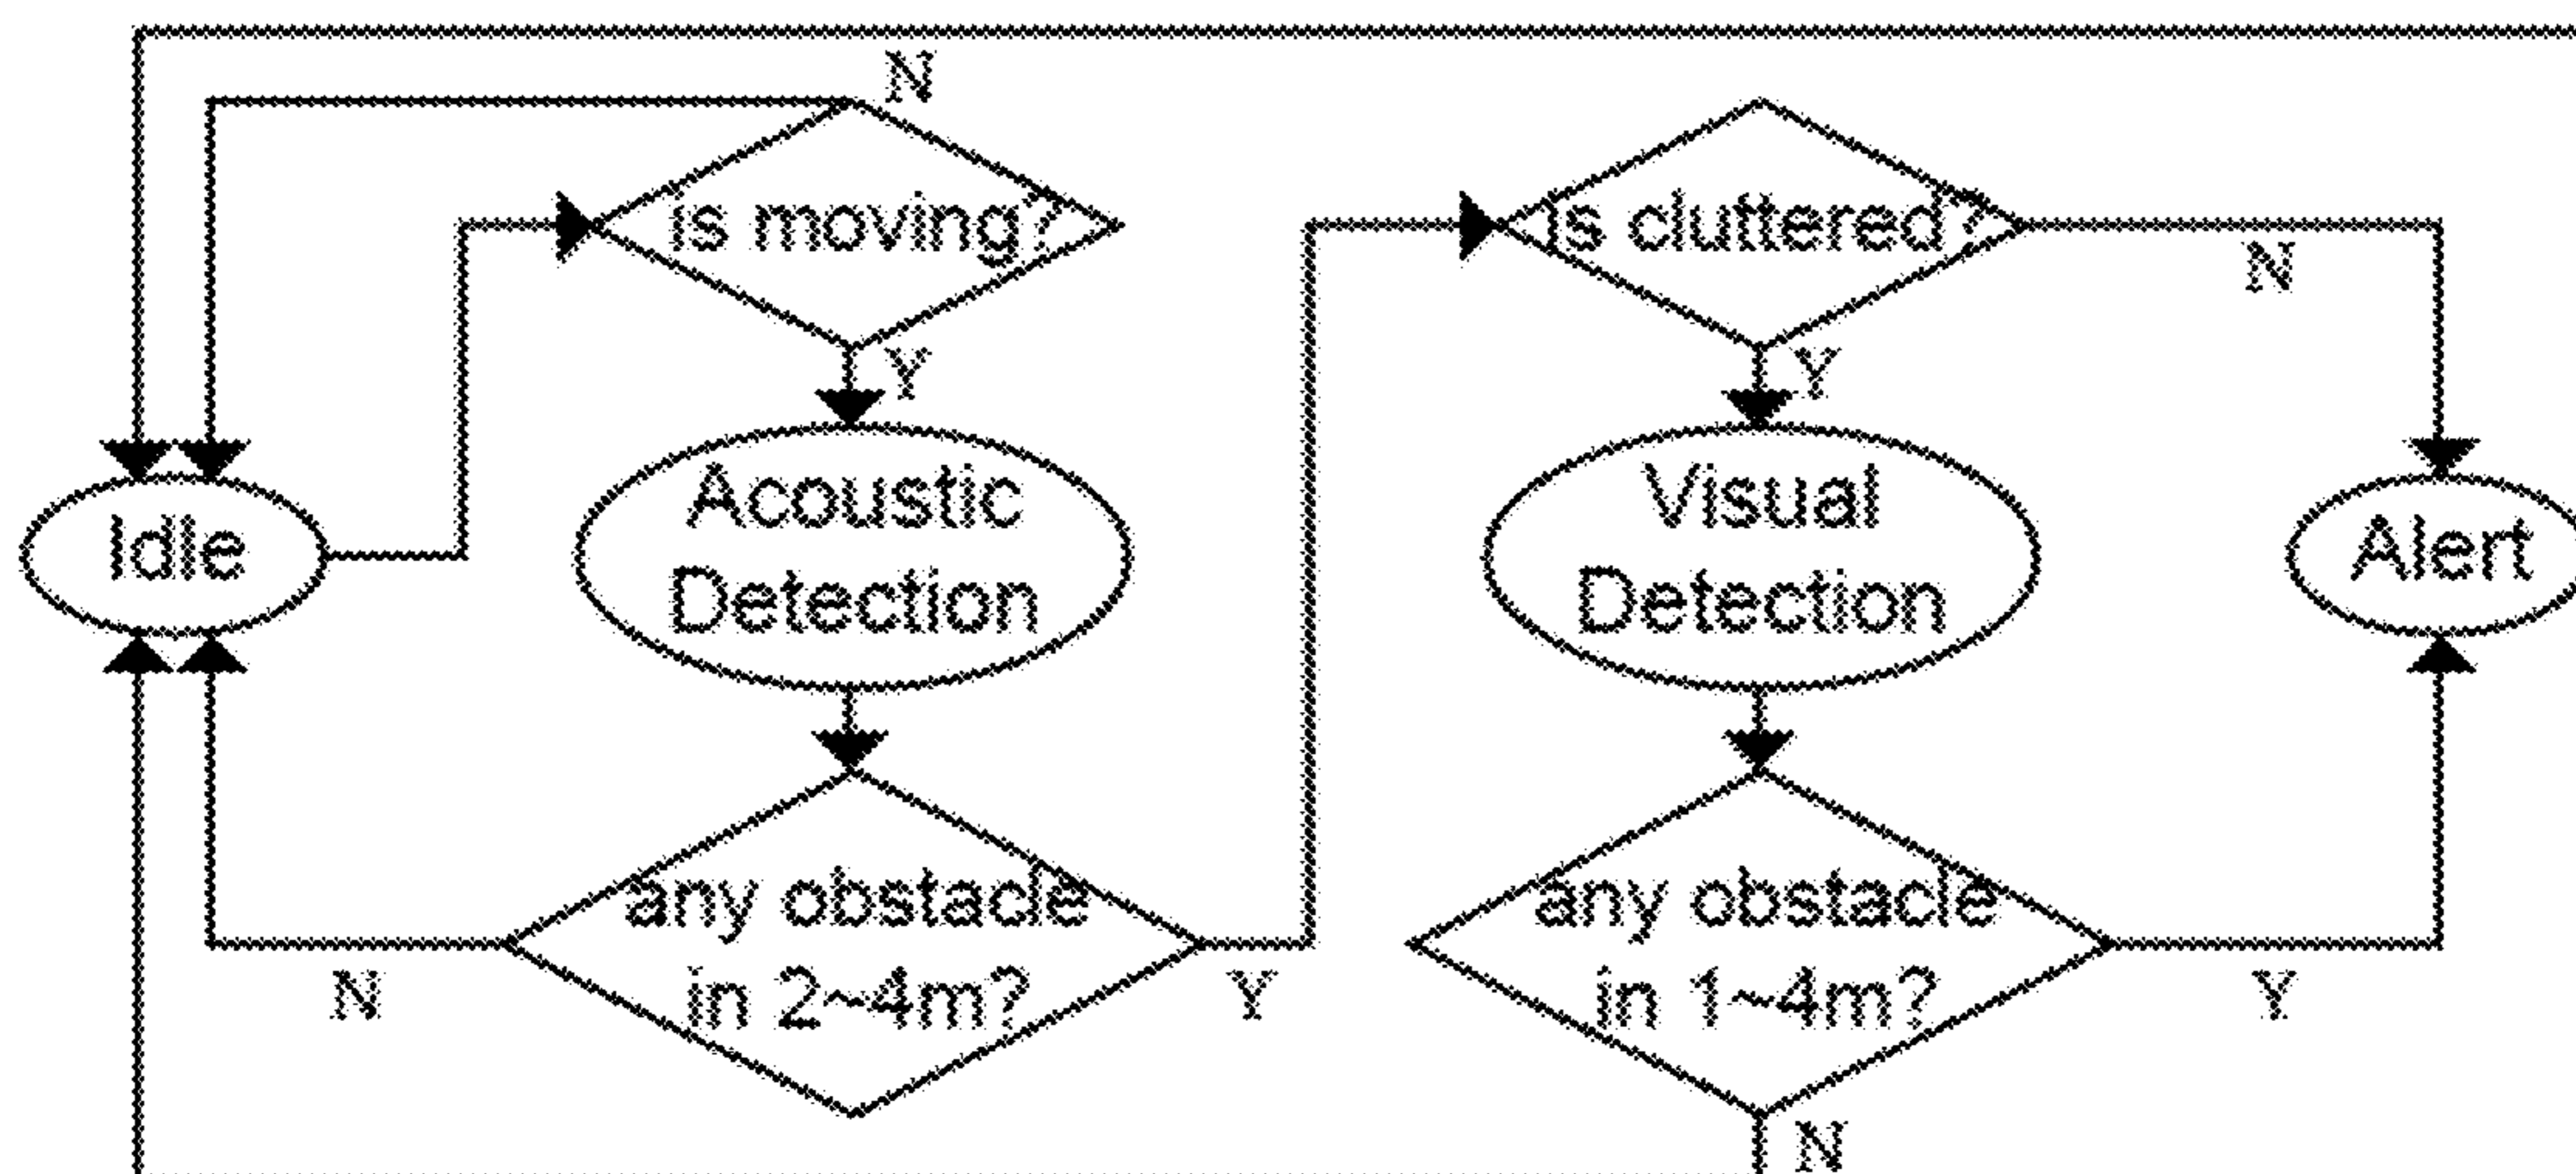 N
is moving?
Y
Idle
Acoustic
Detection
any obstacle
in 2~4m?
N
Y
is cluttered?
N
Y
Visual
Detection
Alert
any obstacle
in 1~4m?
Y
N